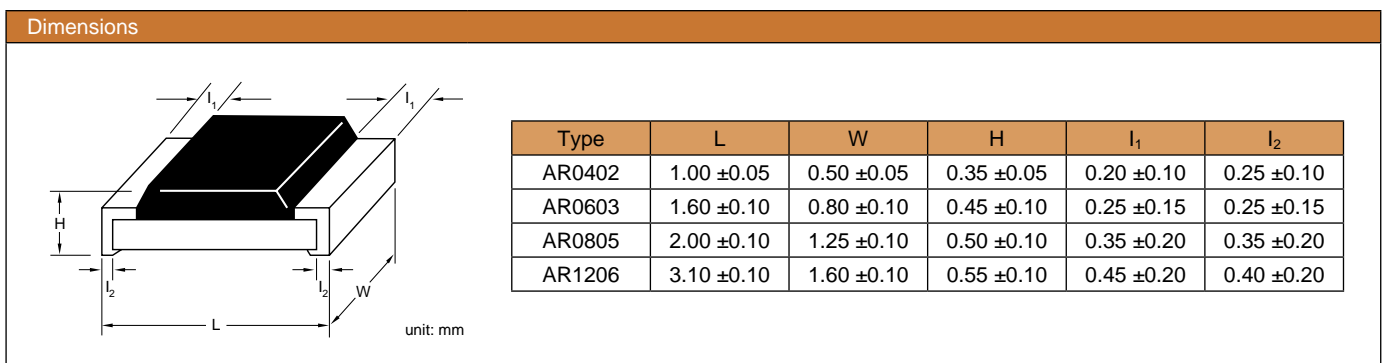 Dimensions
l₁ l₁
H
l₂ l₂
W
L
unit: mm
Type L W H l₁ l₂
AR0402 1.00 ±0.05 0.50 ±0.05 0.35 ±0.05 0.20 ±0.10 0.25 ±0.10
AR0603 1.60 ±0.10 0.80 ±0.10 0.45 ±0.10 0.25 ±0.15 0.25 ±0.15
AR0805 2.00 ±0.10 1.25 ±0.10 0.50 ±0.10 0.35 ±0.20 0.35 ±0.20
AR1206 3.10 ±0.10 1.60 ±0.10 0.55 ±0.10 0.45 ±0.20 0.40 ±0.20